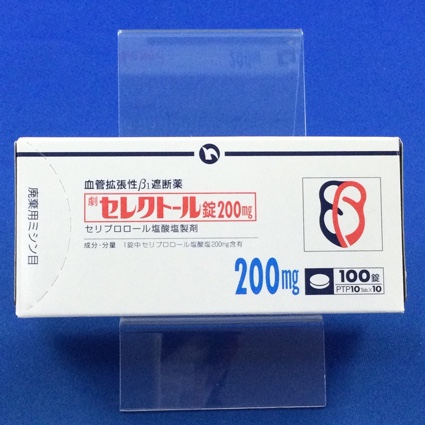 血管拡張性β1遮断薬
劇 セレクトール錠200mg
セリプロロール塩酸塩製剤
成分・分量 1錠中セリプロロール塩酸塩200mg含有
200mg
100錠
PTP10Tab.×10
廃棄用ミシン目